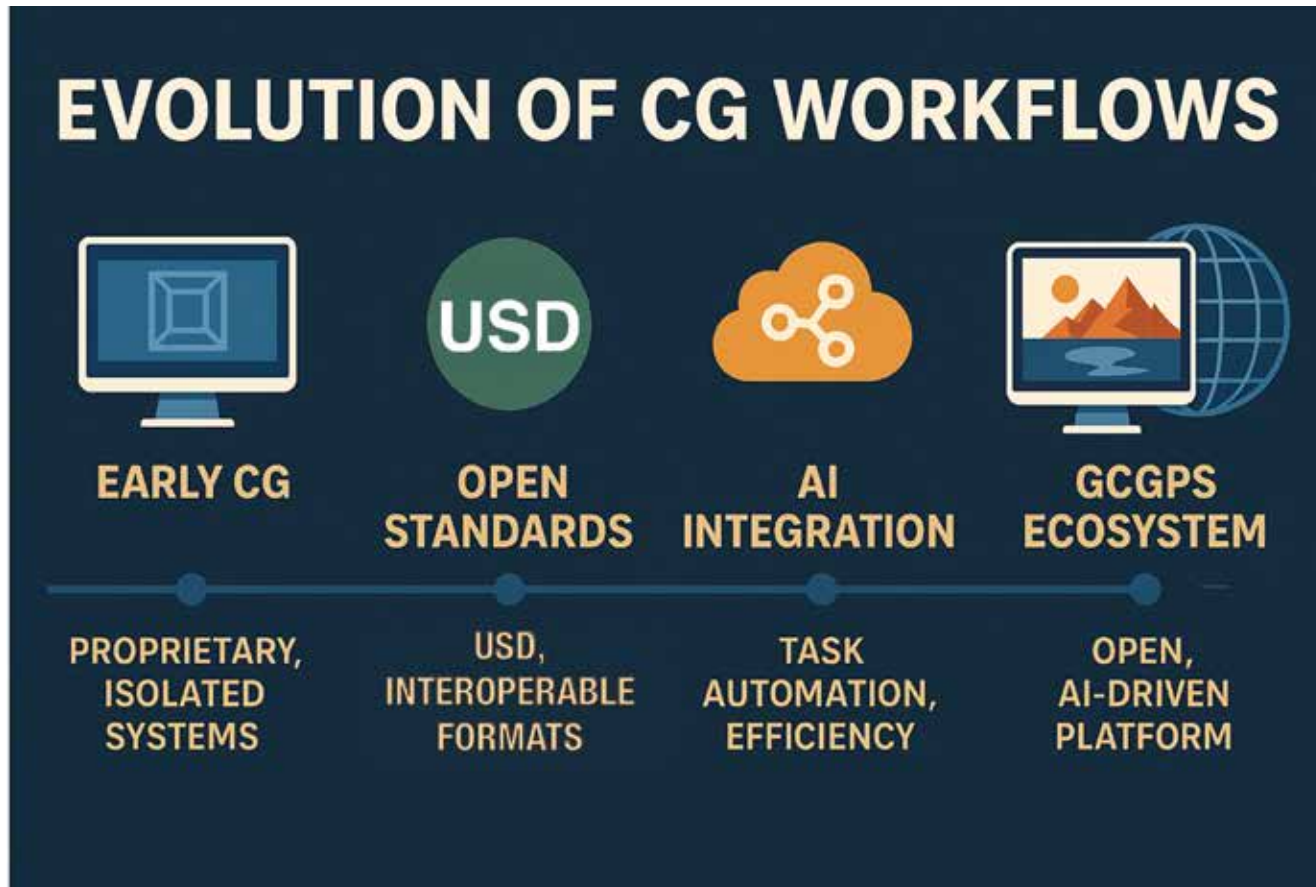 EVOLUTION OF CG WORKFLOWS
USD
EARLY CG
OPEN
STANDARDS
AI
INTEGRATION
GCGPS
ECOSYSTEM
PROPRIETARY,
ISOLATED
SYSTEMS
USD,
INTEROPERABLE
FORMATS
TASK
AUTOMATION,
EFFICIENCY
OPEN,
AI-DRIVEN
PLATFORM